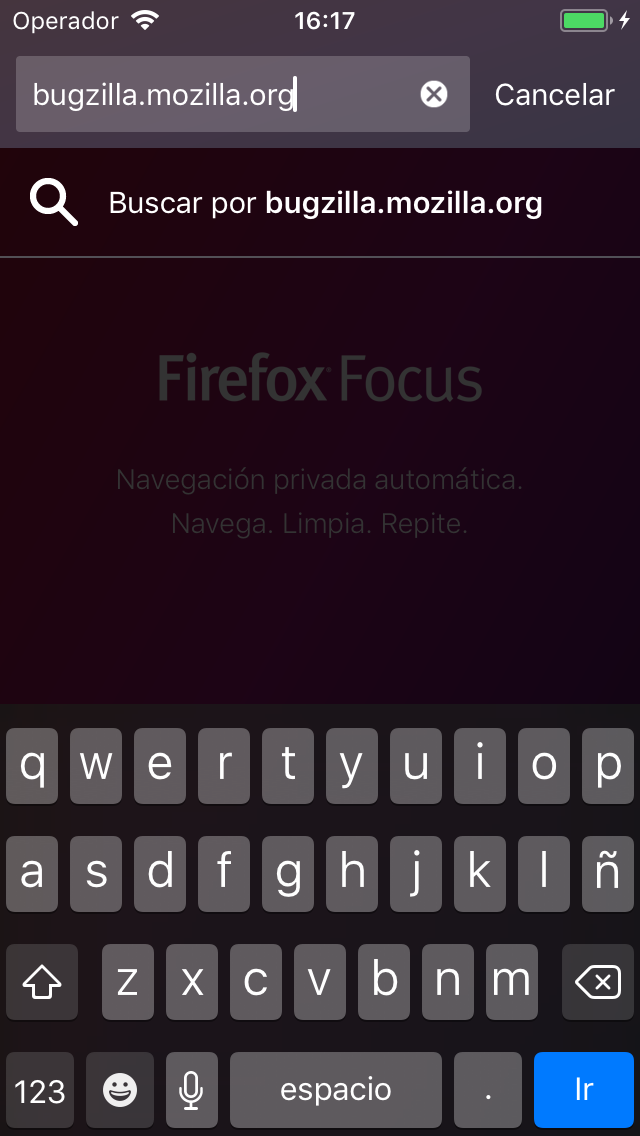 Operador 16:17
bugzilla.mozilla.org Cancelar
Buscar por bugzilla.mozilla.org
Firefox Focus
Navegación privada automática.
Navega. Limpia. Repite.
q w e r t y u i o p
a s d f g h j k l ñ
z x c v b n m
123 espacio . Ir